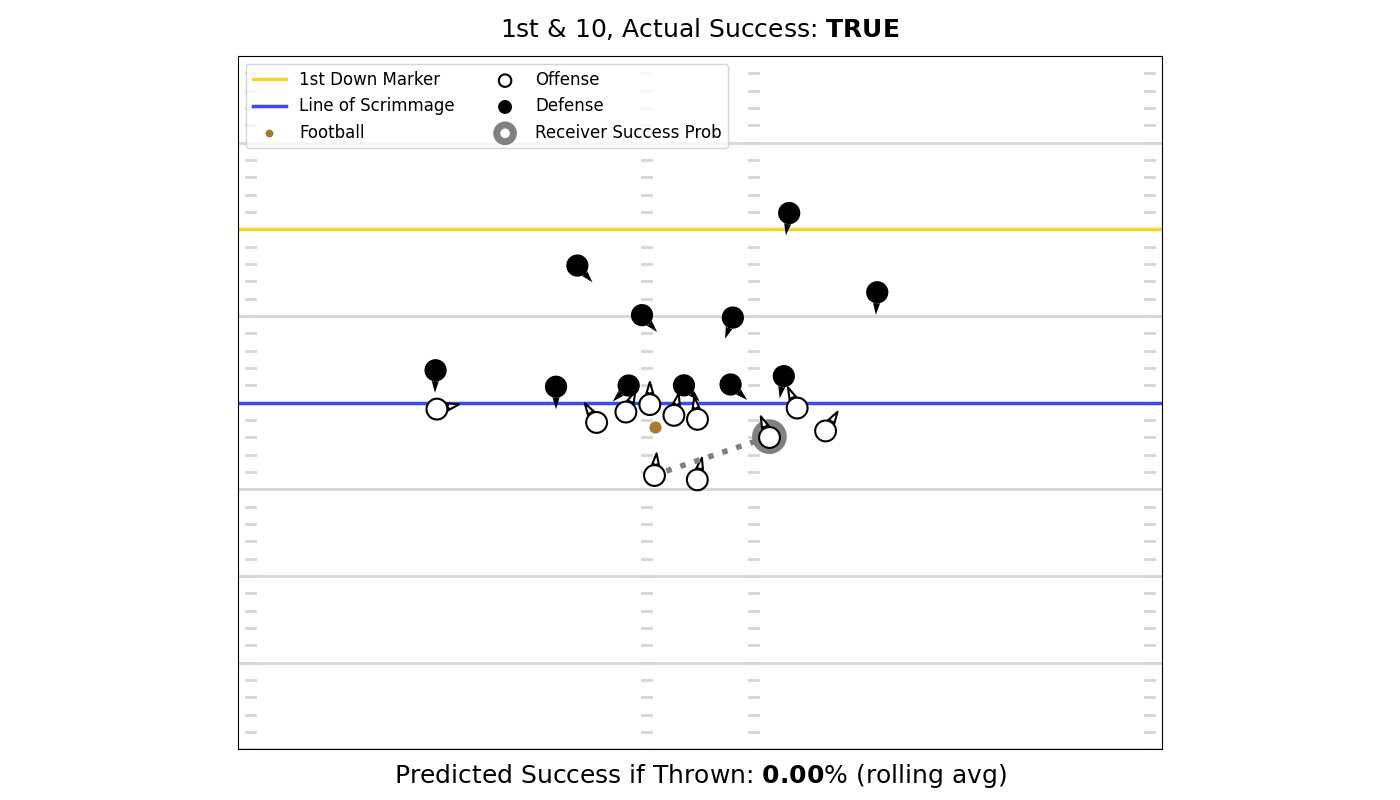 1st & 10, Actual Success: TRUE
1st Down Marker
Line of Scrimmage
Football
Offense
Defense
Receiver Success Prob
Predicted Success if Thrown: 0.00% (rolling avg)